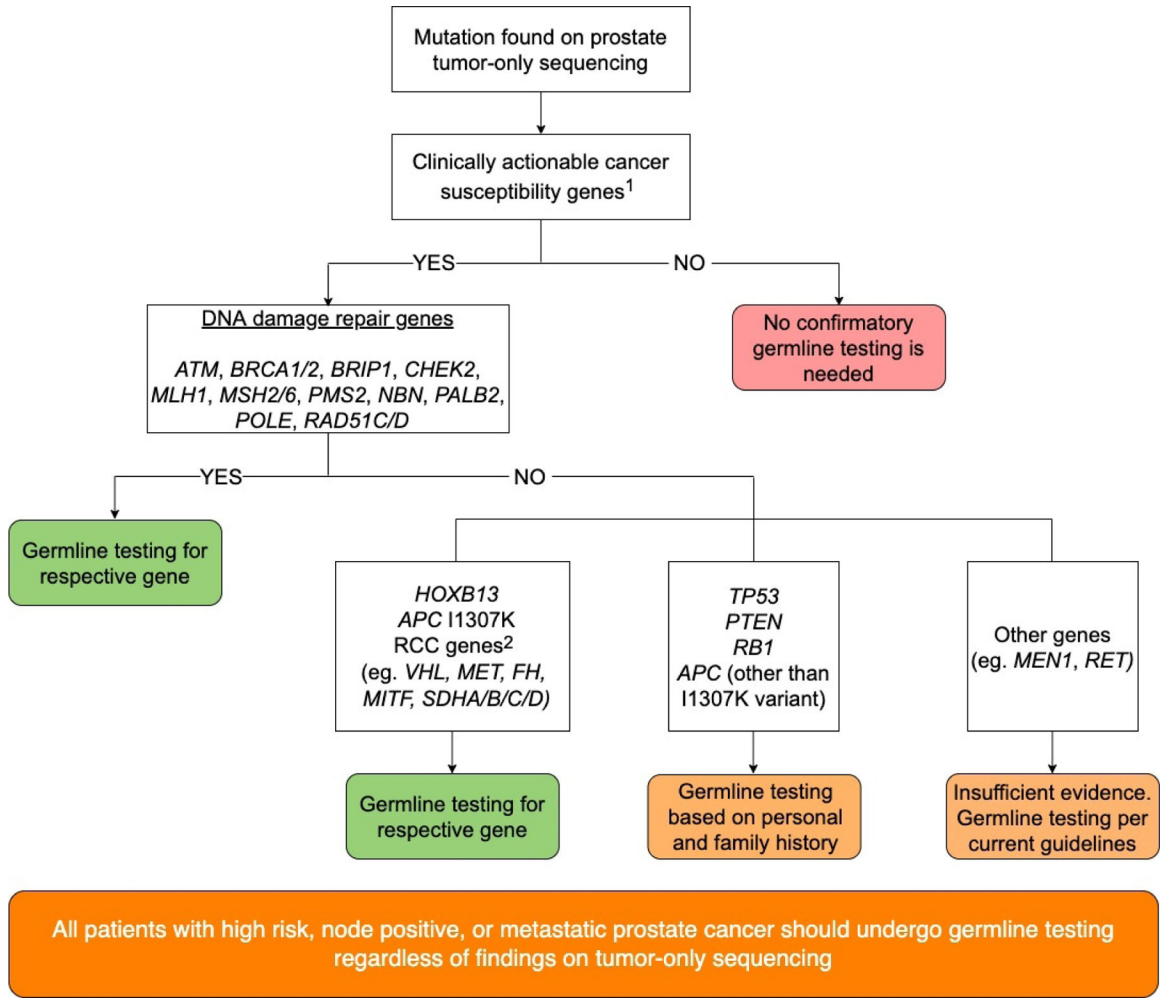 Mutation found on prostate
tumor-only sequencing
Clinically actionable cancer
susceptibility genes1
YES
NO
DNA damage repair genes
ATM, BRCA1/2, BRIP1, CHEK2,
MLH1, MSH2/6, PMS2, NBN, PALB2,
POLE, RAD51C/D
No confirmatory
germline testing is
needed
YES
NO
Germline testing for
respective gene
HOXB13
APC I1307K
RCC genes2
(eg. VHL, MET, FH,
MITF, SDHA/B/C/D)
TP53
PTEN
RB1
APC (other than
I1307K variant)
Other genes
(eg. MEN1, RET)
Germline testing for
respective gene
Germline testing
based on personal
and family history
Insufficient evidence.
Germline testing per
current guidelines
All patients with high risk, node positive, or metastatic prostate cancer should undergo germline testing
regardless of findings on tumor-only sequencing